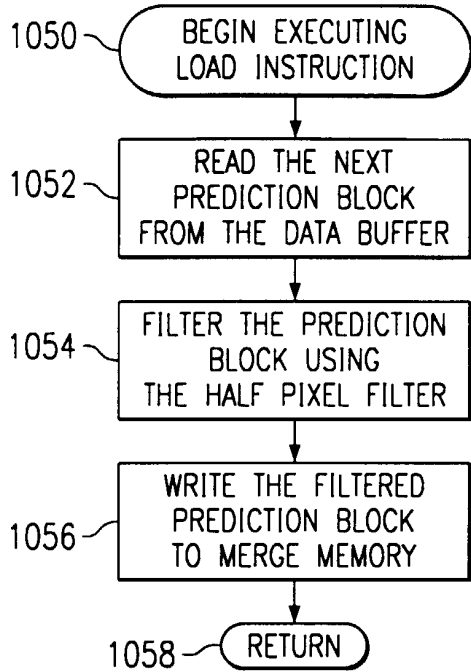 1050
BEGIN EXECUTING
LOAD INSTRUCTION
1052
READ THE NEXT
PREDICTION BLOCK
FROM THE DATA BUFFER
1054
FILTER THE PREDICTION
BLOCK USING
THE HALF PIXEL FILTER
1056
WRITE THE FILTERED
PREDICTION BLOCK
TO MERGE MEMORY
1058
RETURN